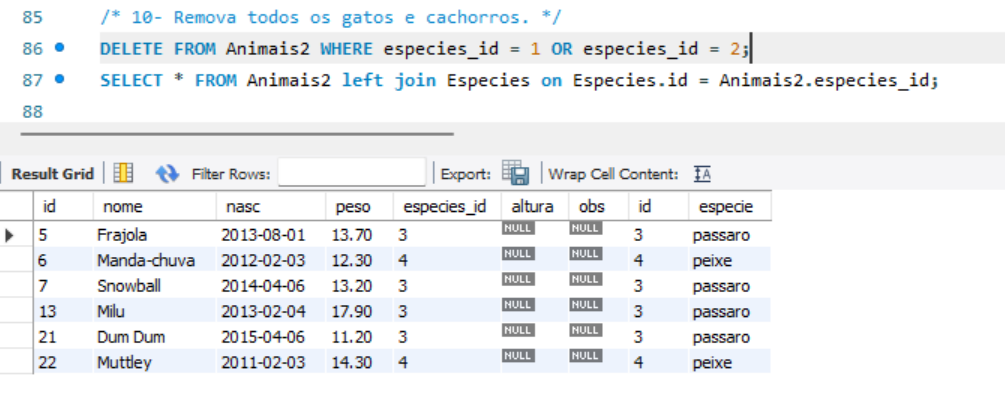 85 /* 10- Remova todos os gatos e cachorros. */
86 DELETE FROM Animais2 WHERE especies_id = 1 OR especies_id = 2;
87 SELECT * FROM Animais2 left join Especies on Especies.id = Animais2.especies_id;
88
Result Grid Filter Rows: Export: Wrap Cell Content: IA
id nome nasc peso especies_id altura obs id especie
5 Frajola 2013-08-01 13.70 3 NULL NULL 3 passaro
6 Manda-chuva 2012-02-03 12.30 4 NULL NULL 4 peixe
7 Snowball 2014-04-06 13.20 3 NULL NULL 3 passaro
13 Milu 2013-02-04 17.90 3 NULL NULL 3 passaro
21 Dum Dum 2015-04-06 11.20 3 NULL NULL 3 passaro
22 Muttley 2011-02-03 14.30 4 NULL NULL 4 peixe